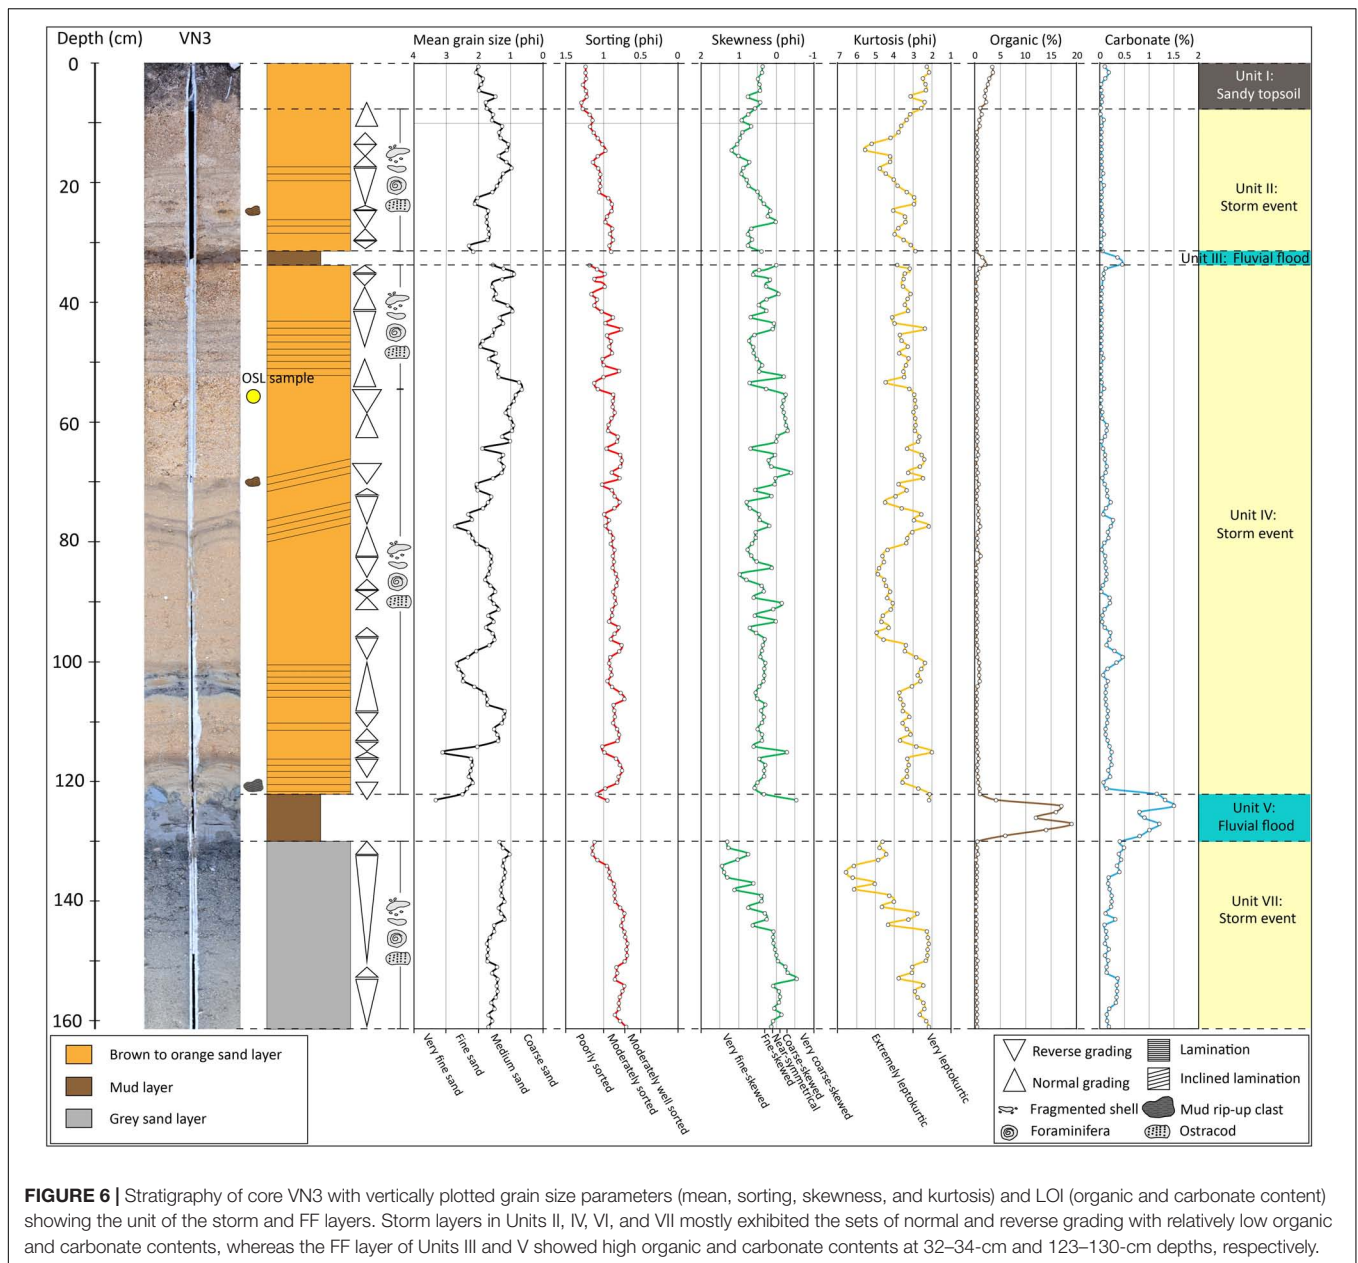 Depth (cm) VN3 Mean grain size (phi) Sorting (phi) Skewness (phi) Kurtosis (phi) Organic (%) Carbonate (%)
4 3 2 1 0 1.5 1 0.5 0 2 1 0 -1 7 6 5 4 3 2 1 0 5 10 15 20 0 0.5 1 1.5 2
0
20
40
60
80
100
120
140
160
OSL sample
Unit I:
Sandy topsoil
Unit II:
Storm event
Unit III: Fluvial flood
Unit IV:
Storm event
Unit V:
Fluvial flood
Unit VII:
Storm event
Very fine sand
Fine sand
Medium sand
Coarse sand
Poorly sorted
Moderately sorted
Moderately well sorted
Very fine-skewed
Fne-skewed
Near-symmetrical
Coarse-skewed
Very coarse-skewed
Extremely leptokurtic
Very leptokurtic
Brown to orange sand layer
Mud layer
Grey sand layer
Reverse grading
Lamination
Normal grading
Inclined lamination
Fragmented shell
Mud rip-up clast
Foraminifera
Ostracod
FIGURE 6 | Stratigraphy of core VN3 with vertically plotted grain size parameters (mean, sorting, skewness, and kurtosis) and LOI (organic and carbonate content)
showing the unit of the storm and FF layers. Storm layers in Units II, IV, VI, and VII mostly exhibited the sets of normal and reverse grading with relatively low organic
and carbonate contents, whereas the FF layer of Units III and V showed high organic and carbonate contents at 32–34-cm and 123–130-cm depths, respectively.